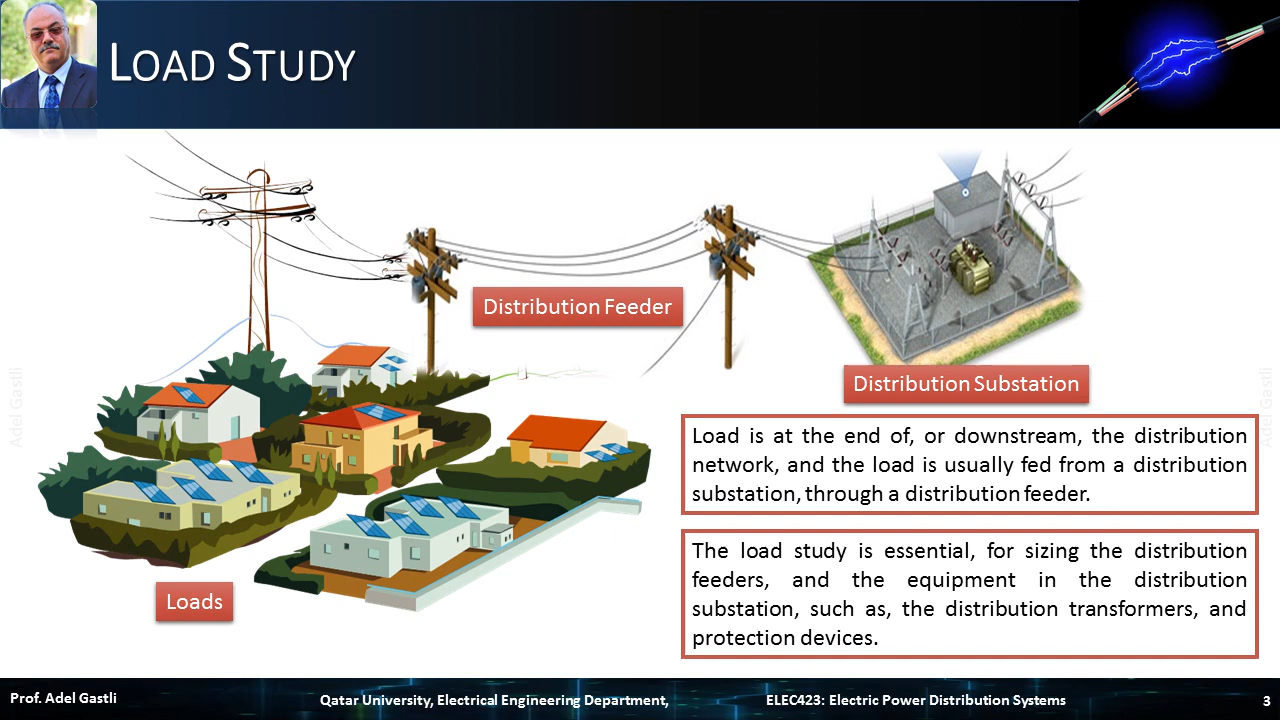 LOAD STUDY
Distribution Feeder
Distribution Substation
Load is at the end of, or downstream, the distribution
network, and the load is usually fed from a distribution
substation, through a distribution feeder.
The load study is essential, for sizing the distribution
feeders, and the equipment in the distribution
substation, such as, the distribution transformers, and
protection devices.
Loads
Adel Gastli
Adel Gastli
Prof. Adel Gastli
Qatar University, Electrical Engineering Department,
ELEC423: Electric Power Distribution Systems
3